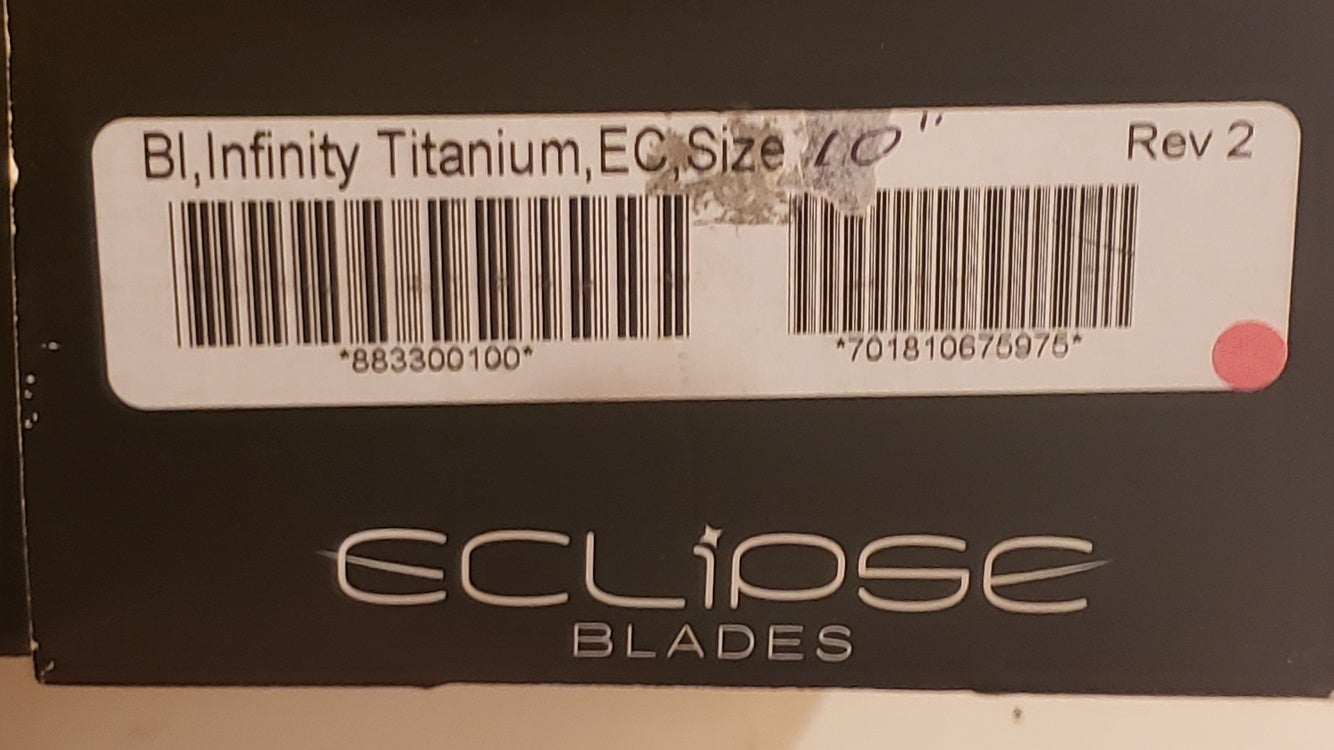 Bl,Infinity Titanium,EC,Size 10" Rev 2
*883300100* *701810675975*
ECLIPSE
BLADES